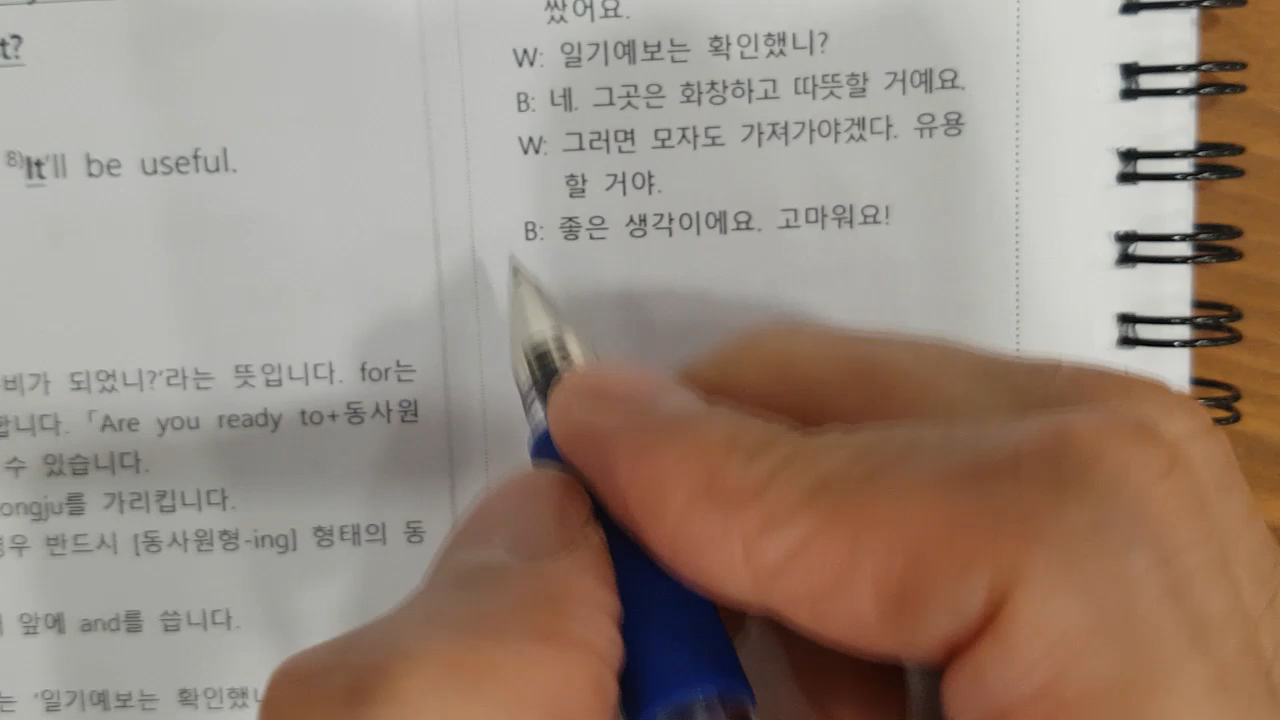 t?
8)It'll be useful.
비가 되었니?'라는 뜻입니다. for는
합니다. 「Are you ready to+동사원
수 있습니다.
ongju를 가리킵니다.
경우 반드시 [동사원형-ing] 형태의 동
앞에 and를 씁니다.
는 '일기예보는 확인했니
쌌어요.
W: 일기예보는 확인했니?
B: 네. 그곳은 화창하고 따뜻할 거예요.
W: 그러면 모자도 가져가야겠다. 유용
할 거야.
B: 좋은 생각이에요. 고마워요!